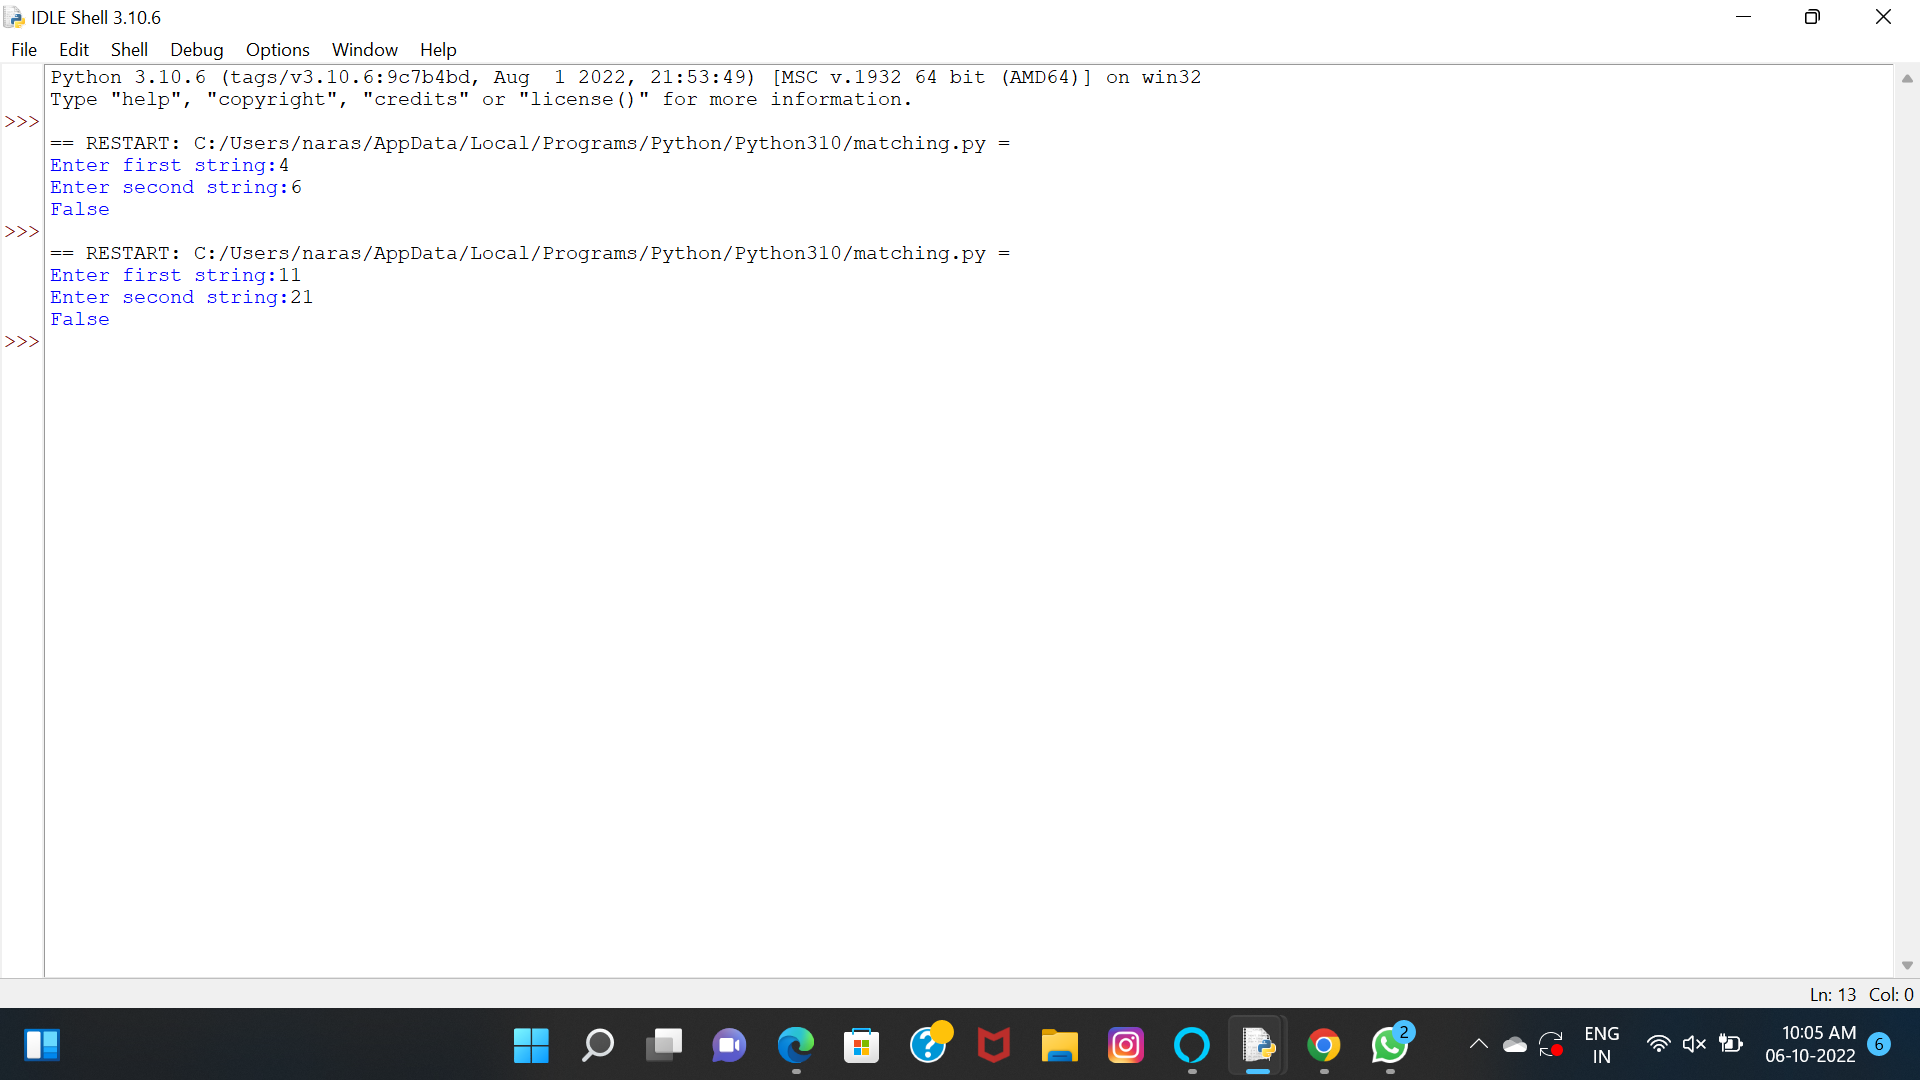 IDLE Shell 3.10.6
File Edit Shell Debug Options Window Help
Python 3.10.6 (tags/v3.10.6:9c7b4bd, Aug  1 2022, 21:53:49) [MSC v.1932 64 bit (AMD64)] on win32
Type "help", "copyright", "credits" or "license()" for more information.
>>>
== RESTART: C:/Users/naras/AppData/Local/Programs/Python/Python310/matching.py =
Enter first string:4
Enter second string:6
False
>>>
== RESTART: C:/Users/naras/AppData/Local/Programs/Python/Python310/matching.py =
Enter first string:11
Enter second string:21
False
>>>
Ln: 13 Col: 0
2
ENG
IN
10:05 AM
06-10-2022
6